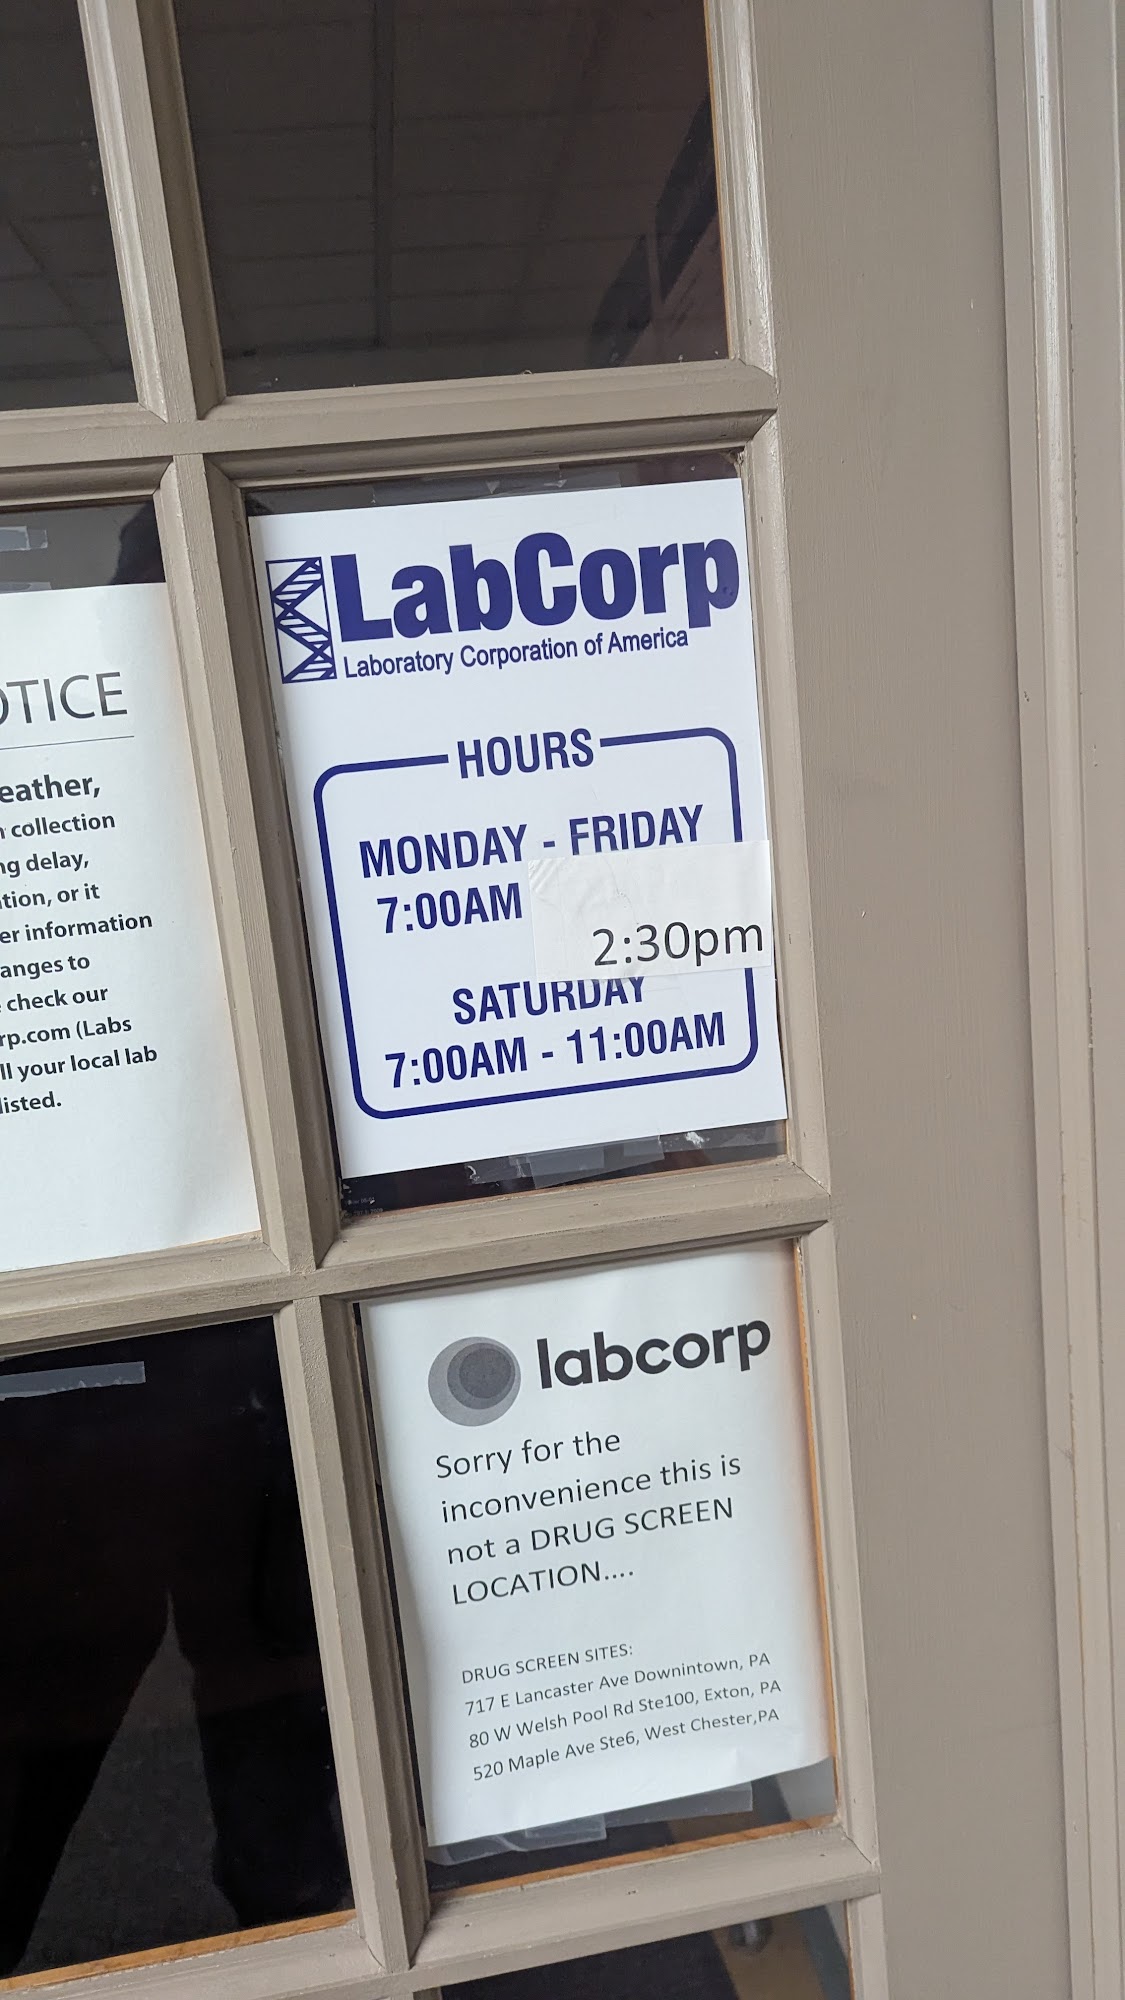 OTICE
eather,
collection
ng delay,
tion, or it
er information
anges to
check our
rp.com (Labs
ll your local lab
listed.
LabCorp
Laboratory Corporation of America
HOURS
MONDAY - FRIDAY
7:00AM 2:30pm
SATURDAY
7:00AM - 11:00AM
labcorp
Sorry for the
inconvenience this is
not a DRUG SCREEN
LOCATION....
DRUG SCREEN SITES:
717 E Lancaster Ave Downintown, PA
80 W Welsh Pool Rd Ste100, Exton, PA
520 Maple Ave Ste6, West Chester,PA